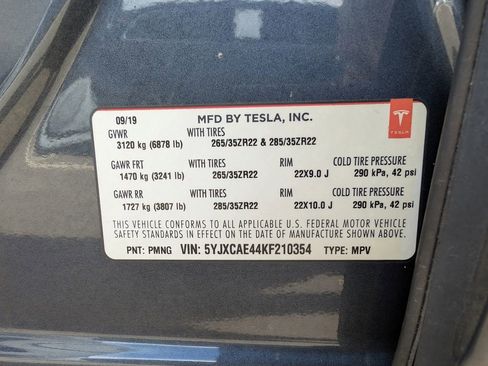 09/19 MFD BY TESLA, INC.
TESLA
GVWR WITH TIRES
3120 kg (6878 lb) 265/35ZR22 & 285/35ZR22
GAWR FRT WITH TIRES RIM COLD TIRE PRESSURE
1470 kg (3241 lb) 265/35ZR22 22X9.0 J 290 kPa, 42 psi
GAWR RR WITH TIRES RIM COLD TIRE PRESSURE
1727 kg (3807 lb) 285/35ZR22 22X10.0 J 290 kPa, 42 psi
THIS VEHICLE CONFORMS TO ALL APPLICABLE U.S. FEDERAL MOTOR VEHICLE
SAFETY STANDARDS IN EFFECT ON THE DATE OF MANUFACTURE SHOWN ABOVE.
PNT: PMNG VIN: 5YJXCAE44KF210354 TYPE: MPV